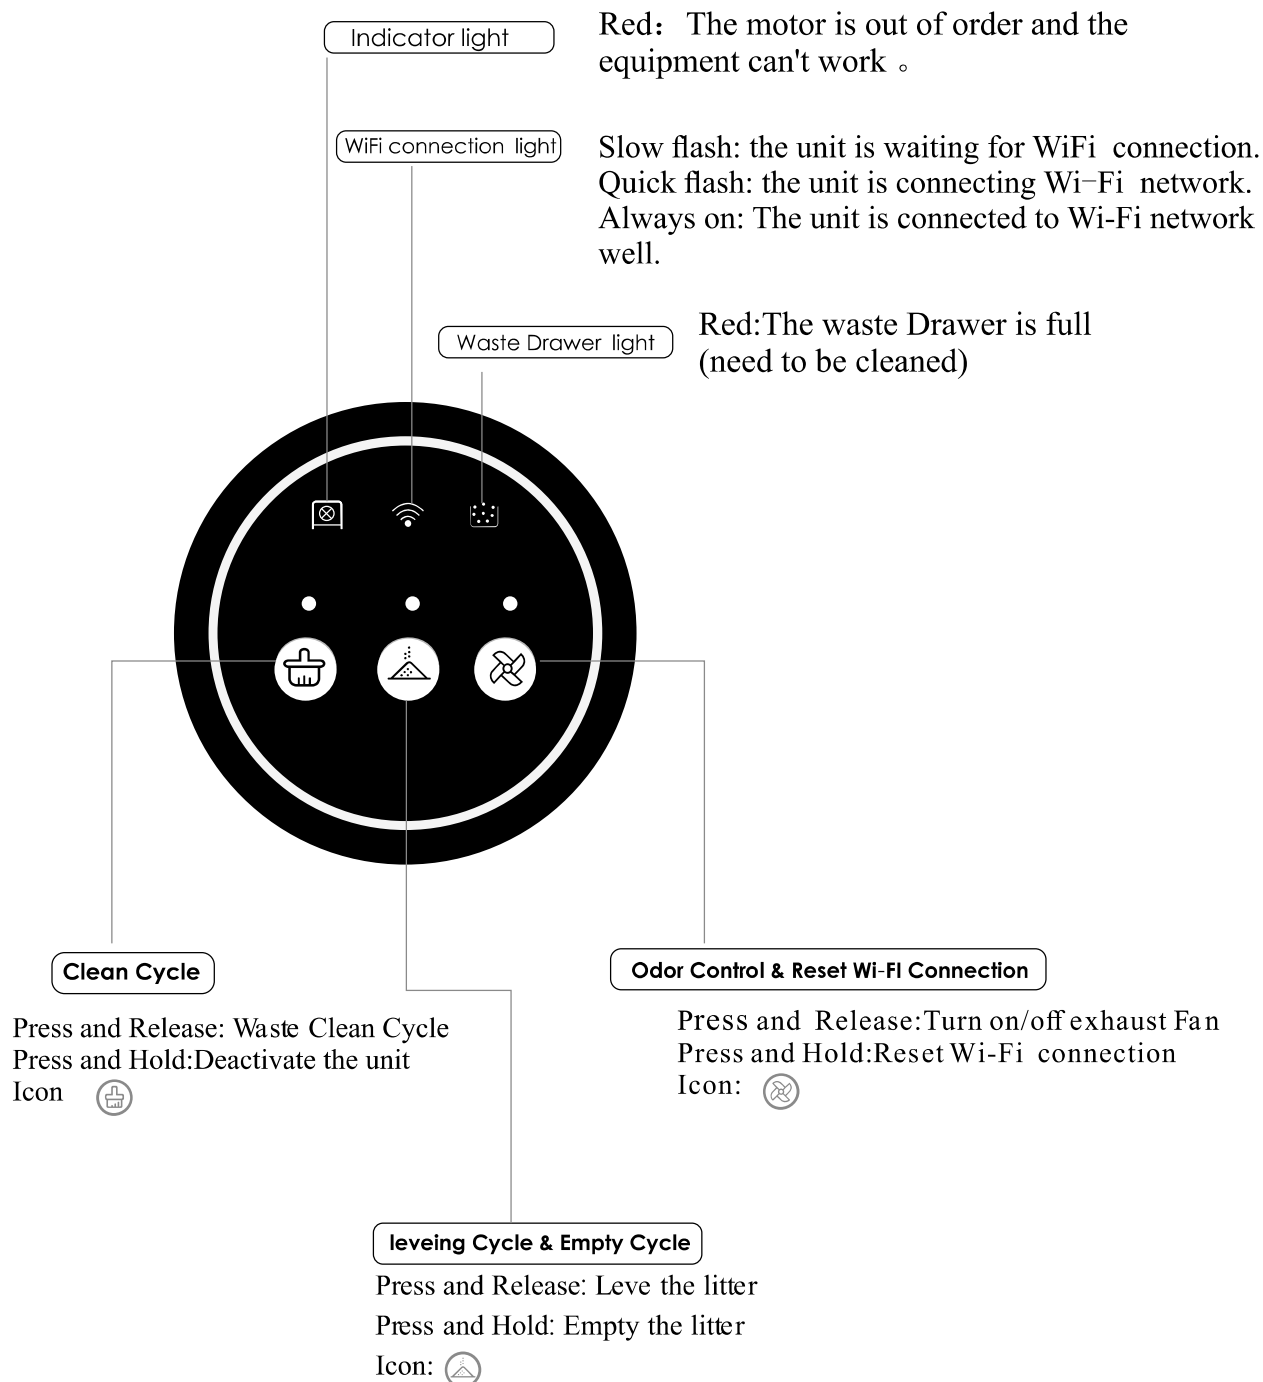 Indicator light
Red： The motor is out of order and the
equipment can't work 。
WiFi connection light
Slow flash: the unit is waiting for WiFi connection.
Quick flash: the unit is connecting Wi-Fi network.
Always on: The unit is connected to Wi-Fi network
well.
Waste Drawer light
Red:The waste Drawer is full
(need to be cleaned)
Clean Cycle
Press and Release: Waste Clean Cycle
Press and Hold:Deactivate the unit
Icon
Odor Control & Reset Wi-FI Connection
Press and Release:Turn on/off exhaust Fan
Press and Hold:Reset Wi-Fi connection
Icon:
leveing Cycle & Empty Cycle
Press and Release: Leve the litter
Press and Hold: Empty the litter
Icon: